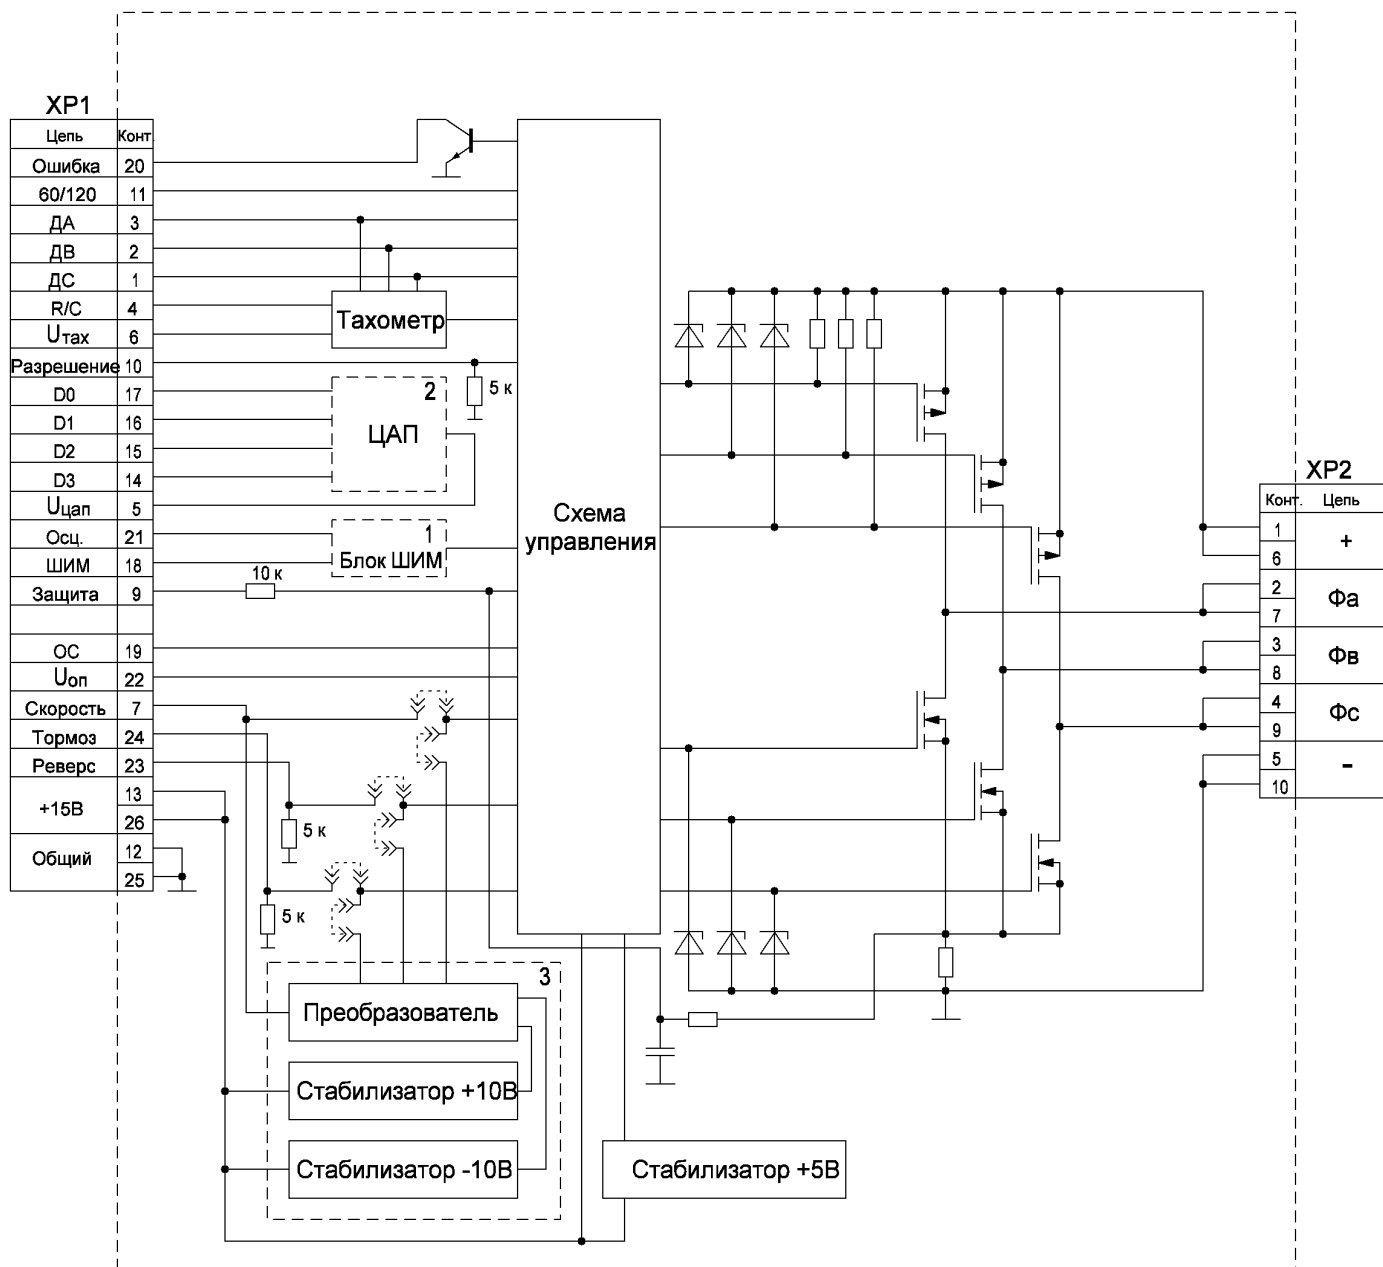 XP1
Цепь Конт.
Ошибка 20
60/120 11
ДА 3
ДВ 2
ДС 1
R/C 4
Uтах 6
Разрешение 10
D0 17
D1 16
D2 15
D3 14
Uцап 5
Осц. 21
ШИМ 18
Защита 9
ОС 19
Uоп 22
Скорость 7
Тормоз 24
Реверс 23
+15В
13
26
Общий
12
25
Тахометр
5 к
2
ЦАП
1
Блок ШИМ
10 к
Схема
управления
5 к
5 к
3
Преобразователь
Стабилизатор +10В
Стабилизатор -10В
Стабилизатор +5В
XP2
Конт. Цепь
1
6
+
2
7
Фа
3
8
Фв
4
9
Фс
5
10
-